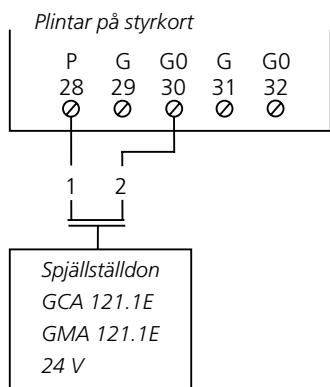 Plintar på styrkort
P G G0 G G0
28 29 30 31 32
1 2
Spjällställdon
GCA 121.1E
GMA 121.1E
24 V